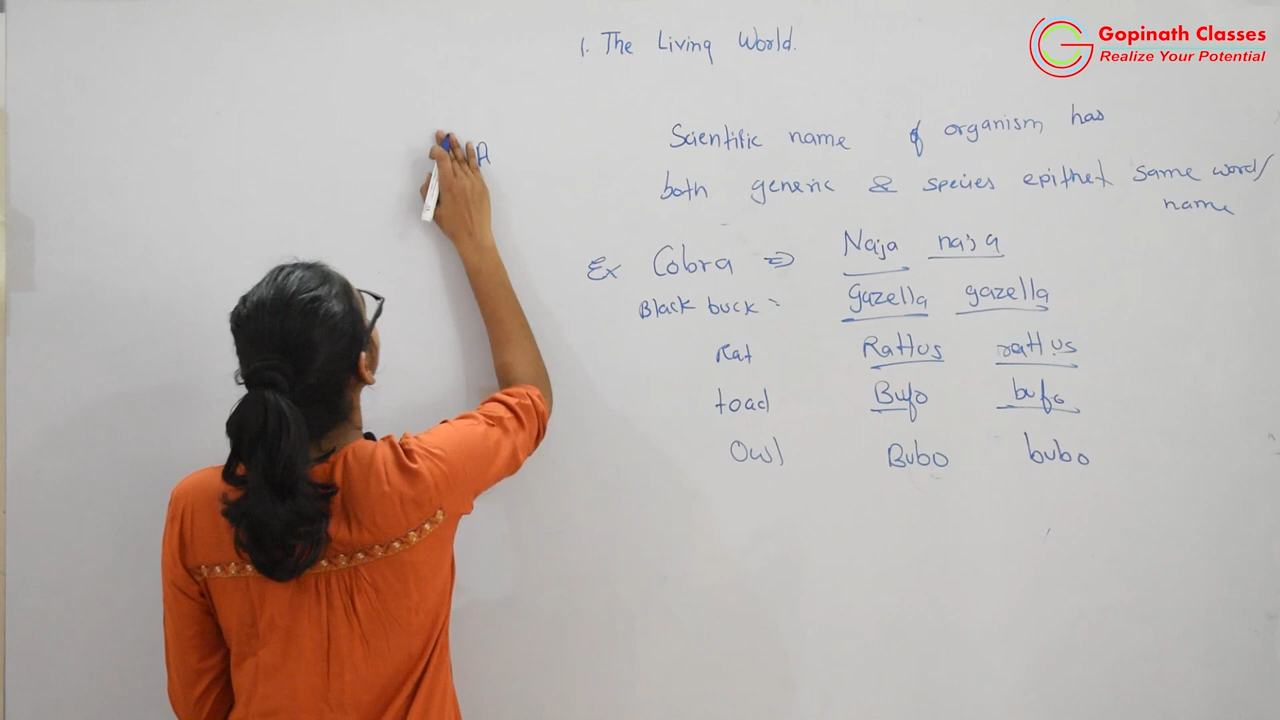 Gopinath Classes
Realize Your Potential
1. The Living World.
A
Scientific name of organism has
both generic & species epithet same word/
name
Ex Cobra ⇒ Naja naja
Black buck = Gazella gazella
Rat Rattus rattus
toad Bufo bufo
Owl Bubo bubo